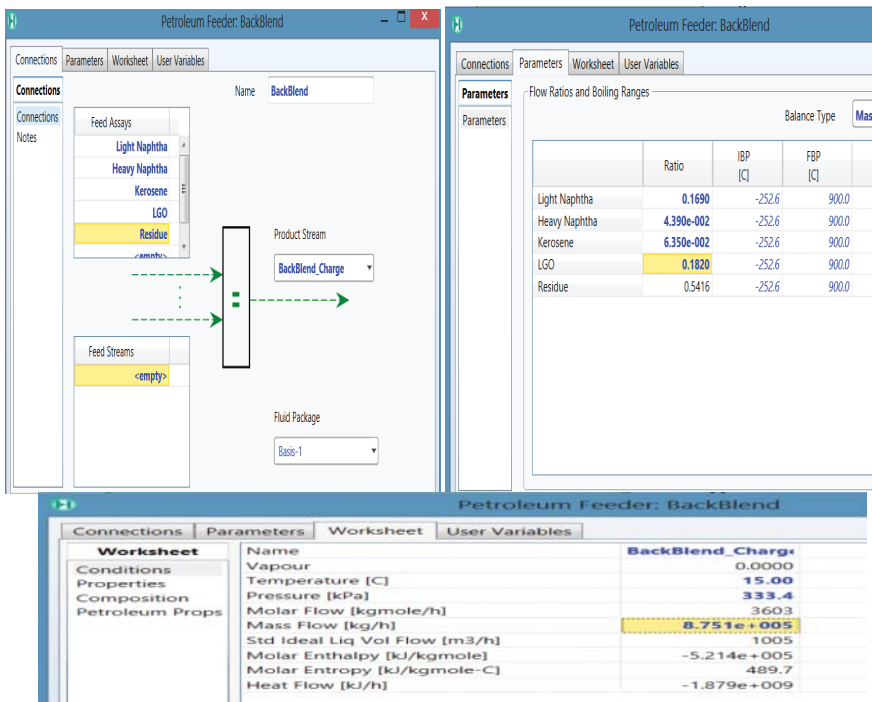 Petroleum Feeder: BackBlend
Connections Parameters Worksheet User Variables
Connections
Connections
Notes
Name BackBlend
Feed Assays
Light Naphtha
Heavy Naphtha
Kerosene
LGO
Residue
<empty>
Product Stream
BackBlend_Charge
Feed Streams
<empty>
Fluid Package
Basis-1
Petroleum Feeder: BackBlend
Connections Parameters Worksheet User Variables
Parameters
Parameters
Flow Ratios and Boiling Ranges
Balance Type Mas
Ratio IBP [C] FBP [C]
Light Naphtha 0.1690 -252.6 900.0
Heavy Naphtha 4.390e-002 -252.6 900.0
Kerosene 6.350e-002 -252.6 900.0
LGO 0.1820 -252.6 900.0
Residue 0.5416 -252.6 900.0
Petroleum Feeder: BackBlend
Connections Parameters Worksheet User Variables
Worksheet
Conditions
Properties
Composition
Petroleum Props
Name BackBlend_Charge
Vapour 0.0000
Temperature [C] 15.00
Pressure [kPa] 333.4
Molar Flow [kgmole/h] 3603
Mass Flow [kg/h] 8.751e+005
Std Ideal Liq Vol Flow [m3/h] 1005
Molar Enthalpy [kJ/kgmole] -5.214e+005
Molar Entropy [kJ/kgmole-C] 489.7
Heat Flow [kJ/h] -1.879e+009